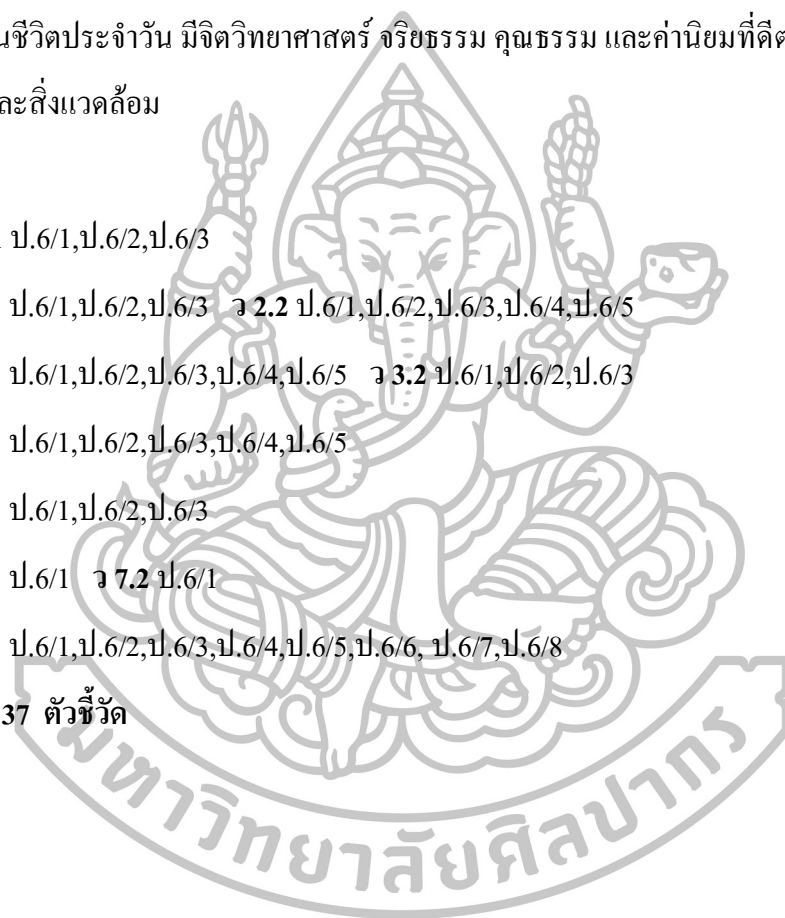 นชีวิตประจำวัน มีจิตวิทยาศาสตร์ จริยธรรม คุณธรรม และค่านิยมที่ดีต
ละสิ่งแวดล้อม
ป.6/1,ป.6/2,ป.6/3
ป.6/1,ป.6/2,ป.6/3 ว 2.2 ป.6/1,ป.6/2,ป.6/3,ป.6/4,ป.6/5
ป.6/1,ป.6/2,ป.6/3,ป.6/4,ป.6/5 ว 3.2 ป.6/1,ป.6/2,ป.6/3
ป.6/1,ป.6/2,ป.6/3,ป.6/4,ป.6/5
ป.6/1,ป.6/2,ป.6/3
ป.6/1 ว 7.2 ป.6/1
ป.6/1,ป.6/2,ป.6/3,ป.6/4,ป.6/5,ป.6/6, ป.6/7,ป.6/8
37 ตัวชี้วัด
มหาวิทยาลัยศิลปากร